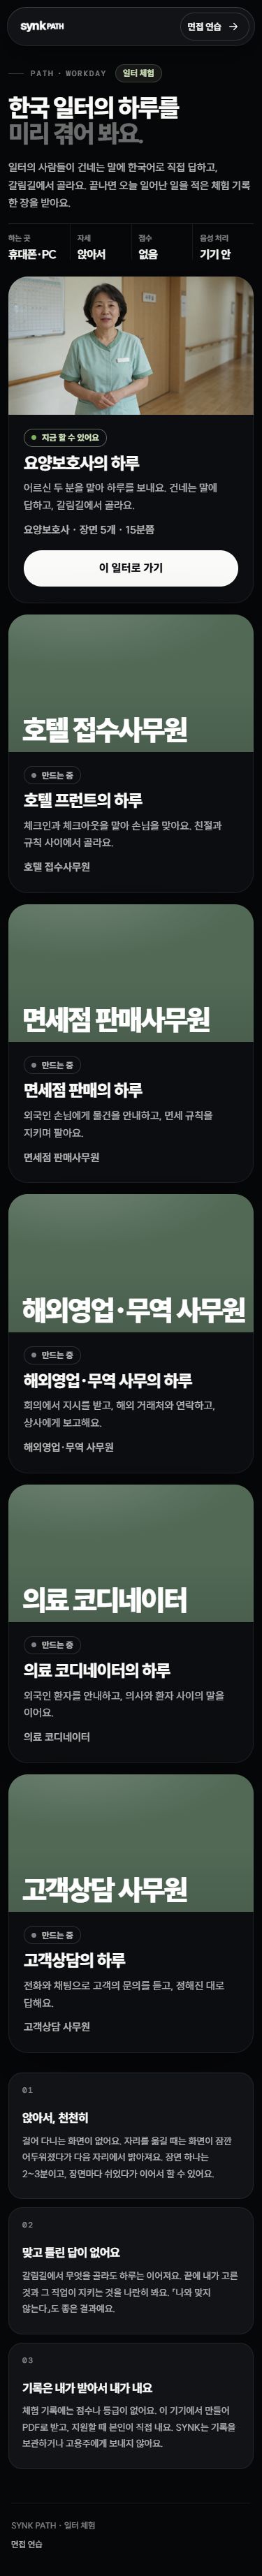 synk PATH
면접 연습 →
PATH · WORKDAY 일터 체험
한국 일터의 하루를
미리 겪어 봐요.
일터의 사람들이 건네는 말에 한국어로 직접 답하고,
갈림길에서 골라요. 끝나면 오늘 일어난 일을 적은 체험 기록
한 장을 받아요.
하는 곳 자세 점수 음성 처리
휴대폰·PC 앉아서 없음 기기 안
지금 할 수 있어요
요양보호사의 하루
어르신 두 분을 맡아 하루를 보내요. 건네는 말에
답하고, 갈림길에서 골라요.
요양보호사 · 장면 5개 · 15분쯤
이 일터로 가기
호텔 접수사무원
만드는 중
호텔 프런트의 하루
체크인과 체크아웃을 맡아 손님을 맞아요. 친절과
규칙 사이에서 골라요.
호텔 접수사무원
면세점 판매사무원
만드는 중
면세점 판매의 하루
외국인 손님에게 물건을 안내하고, 면세 규칙을
지키며 팔아요.
면세점 판매사무원
해외영업·무역 사무원
만드는 중
해외영업·무역 사무의 하루
회의에서 지시를 받고, 해외 거래처와 연락하고,
상사에게 보고해요.
해외영업·무역 사무원
의료 코디네이터
만드는 중
의료 코디네이터의 하루
외국인 환자를 안내하고, 의사와 환자 사이의 말을
이어요.
의료 코디네이터
고객상담 사무원
만드는 중
고객상담의 하루
전화와 채팅으로 고객의 문의를 듣고, 정해진 대로
답해요.
고객상담 사무원
01
앉아서, 천천히
걸어 다니는 화면이 없어요. 자리를 옮길 때는 화면이 잠깐
어두워졌다가 다음 자리에서 밝아져요. 장면 하나는
2~3분이고, 장면마다 쉬었다가 이어서 할 수 있어요.
02
맞고 틀린 답이 없어요
갈림길에서 무엇을 골라도 하루는 이어져요. 끝에 내가 고른
것과 그 직업이 지키는 것을 나란히 봐요. 「나와 맞지
않는다」도 좋은 결과예요.
03
기록은 내가 받아서 내가 내요
체험 기록에는 점수나 등급이 없어요. 이 기기에서 만들어
PDF로 받고, 지원할 때 본인이 직접 내요. SYNK는 기록을
보관하거나 고용주에게 보내지 않아요.
SYNK PATH · 일터 체험
면접 연습